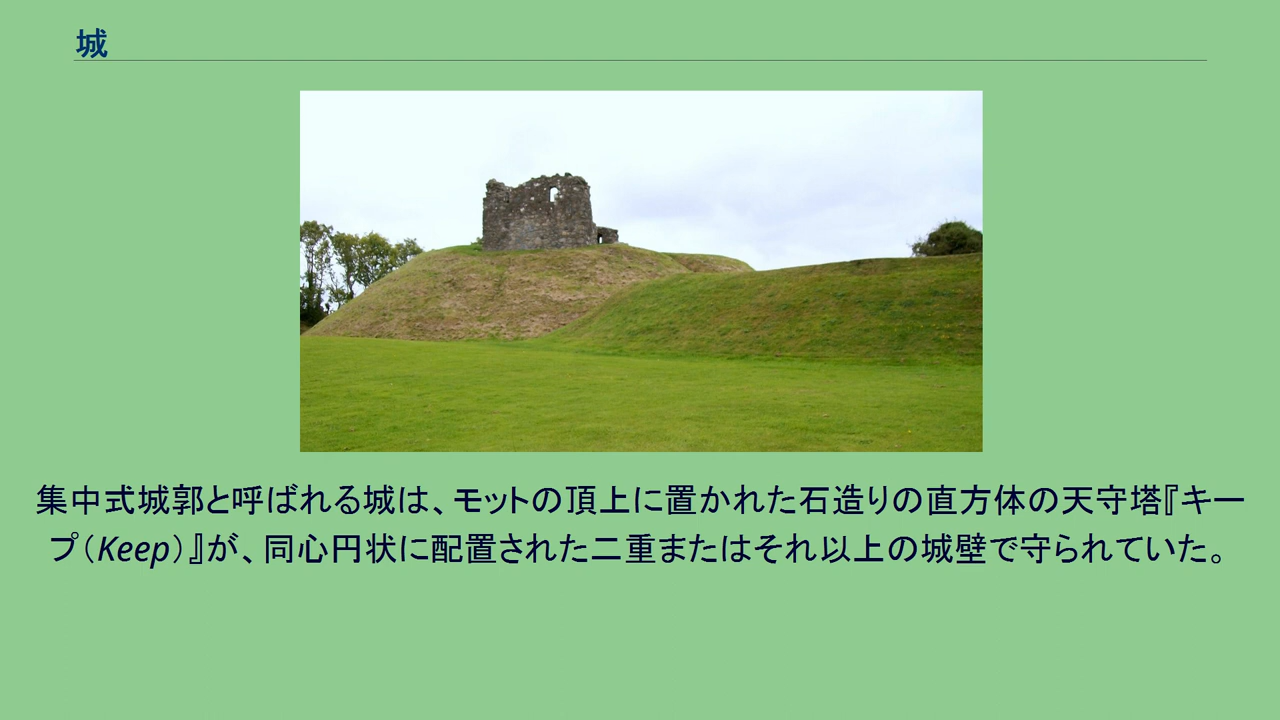 城
集中式城郭と呼ばれる城は、モットの頂上に置かれた石造りの直方体の天守塔『キー
プ（Keep）』が、同心円状に配置された二重またはそれ以上の城壁で守られていた。